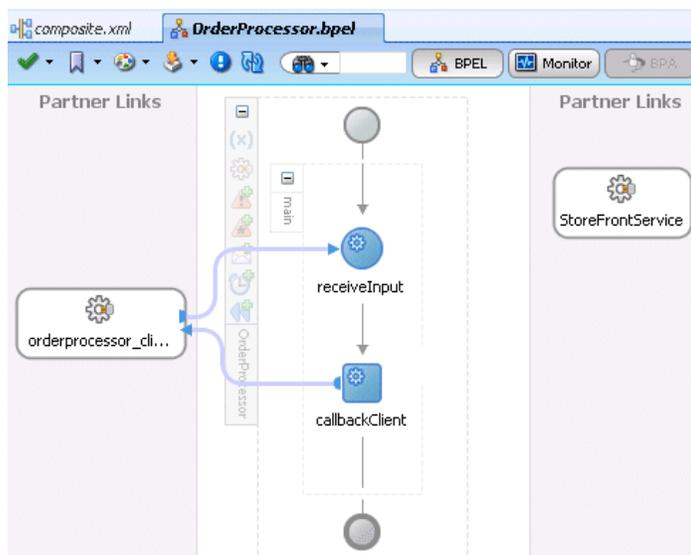 composite.xml
OrderProcessor.bpel
BPEL
Monitor
BPA
Partner Links
Partner Links
(x)
main
StoreFrontService
receiveInput
orderprocessor_cli...
OrderProcessor
callbackClient